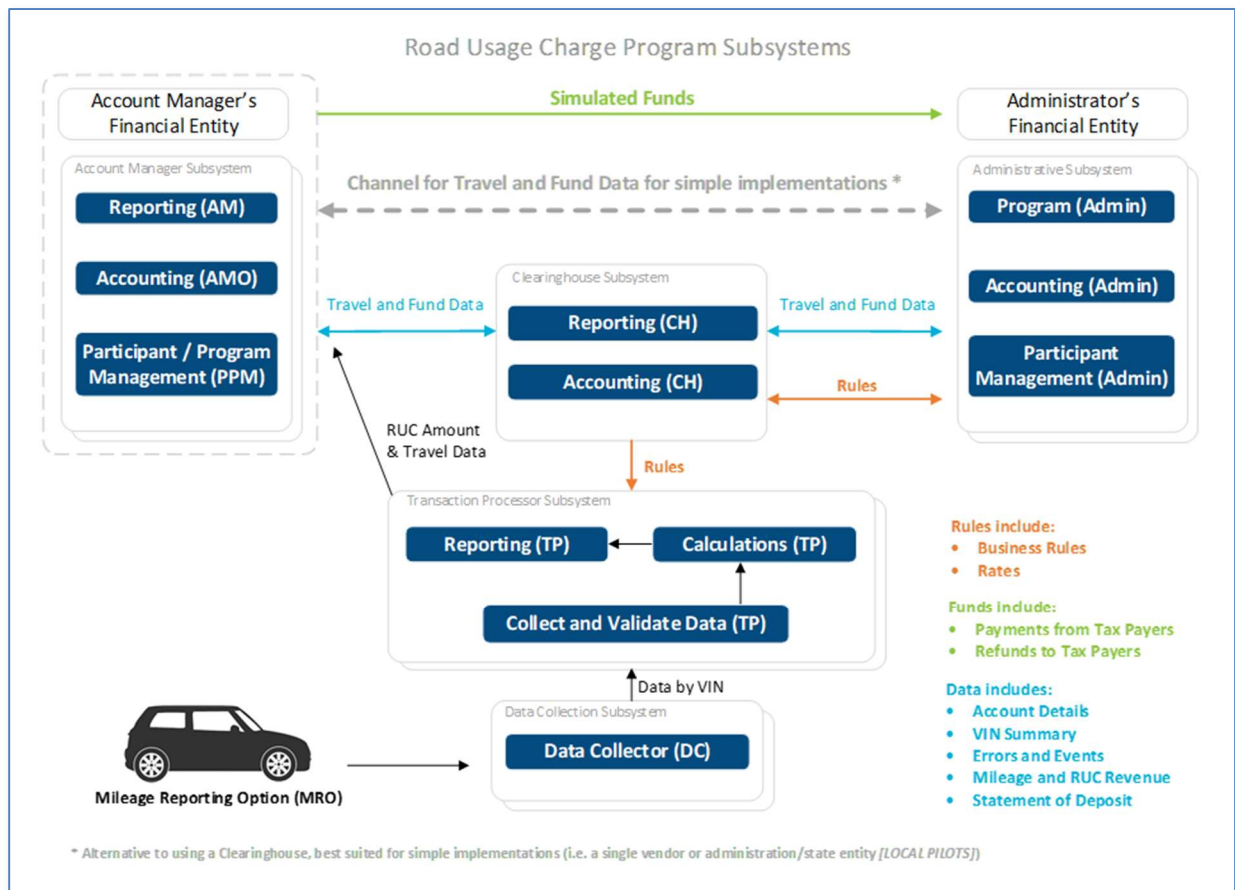 Road Usage Charge Program Subsystems
Account Manager's
Financial Entity
Simulated Funds
Administrator's
Financial Entity
Account Manager Subsystem
Reporting (AM)
Accounting (AMO)
Participant / Program
Management (PPM)
Channel for Travel and Fund Data for simple implementations *
Administrative Subsystem
Program (Admin)
Accounting (Admin)
Participant
Management (Admin)
Travel and Fund Data
Clearinghouse Subsystem
Reporting (CH)
Accounting (CH)
Travel and Fund Data
Rules
RUC Amount
& Travel Data
Rules
Transaction Processor Subsystem
Reporting (TP)
Calculations (TP)
Collect and Validate Data (TP)
Data by VIN
Data Collection Subsystem
Data Collector (DC)
Mileage Reporting Option (MRO)
Rules include:
• Business Rules
• Rates
Funds include:
• Payments from Tax Payers
• Refunds to Tax Payers
Data includes:
• Account Details
• VIN Summary
• Errors and Events
• Mileage and RUC Revenue
• Statement of Deposit
* Alternative to using a Clearinghouse, best suited for simple implementations (i.e. a single vendor or administration/state entity [LOCAL PILOTS])